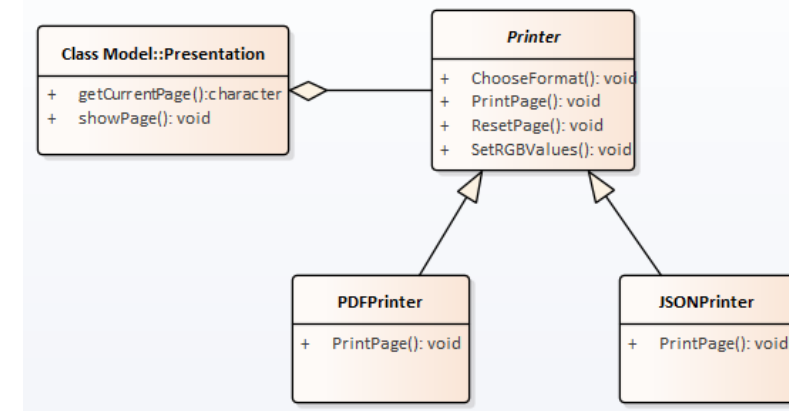 Class Model::Presentation
+ getCurrentPage():character
+ showPage(): void
Printer
+ ChooseFormat(): void
+ PrintPage(): void
+ ResetPage(): void
+ SetRGBValues(): void
PDFPrinter
+ PrintPage(): void
JSONPrinter
+ PrintPage(): void